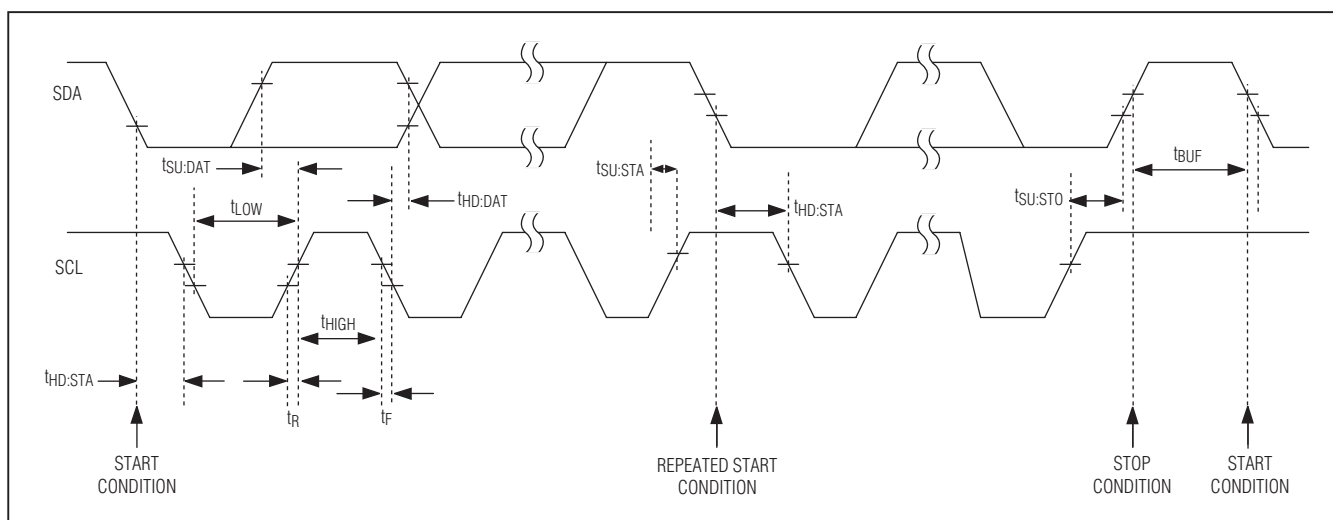 SDA
tSU:DAT
tLOW
tHD:DAT
tSU:STA
tHD:STA
tBUF
tSU:STO
SCL
tHIGH
tHD:STA
tR
tF
START
CONDITION
REPEATED START
CONDITION
STOP
CONDITION
START
CONDITION